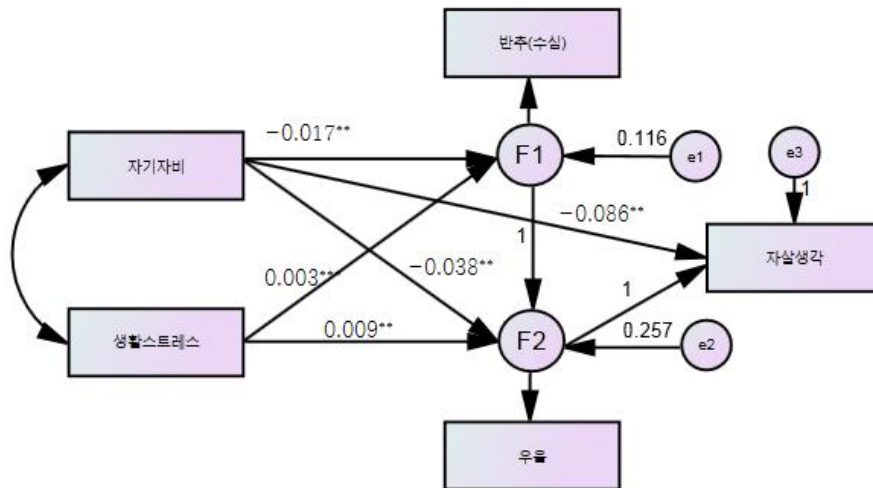 반추(수심)
-0.017**
자기자비
F1
0.116
e1
e3
1
-0.086**
1
자살생각
0.003**
-0.038**
1
생활스트레스
0.009**
F2
0.257
e2
우울